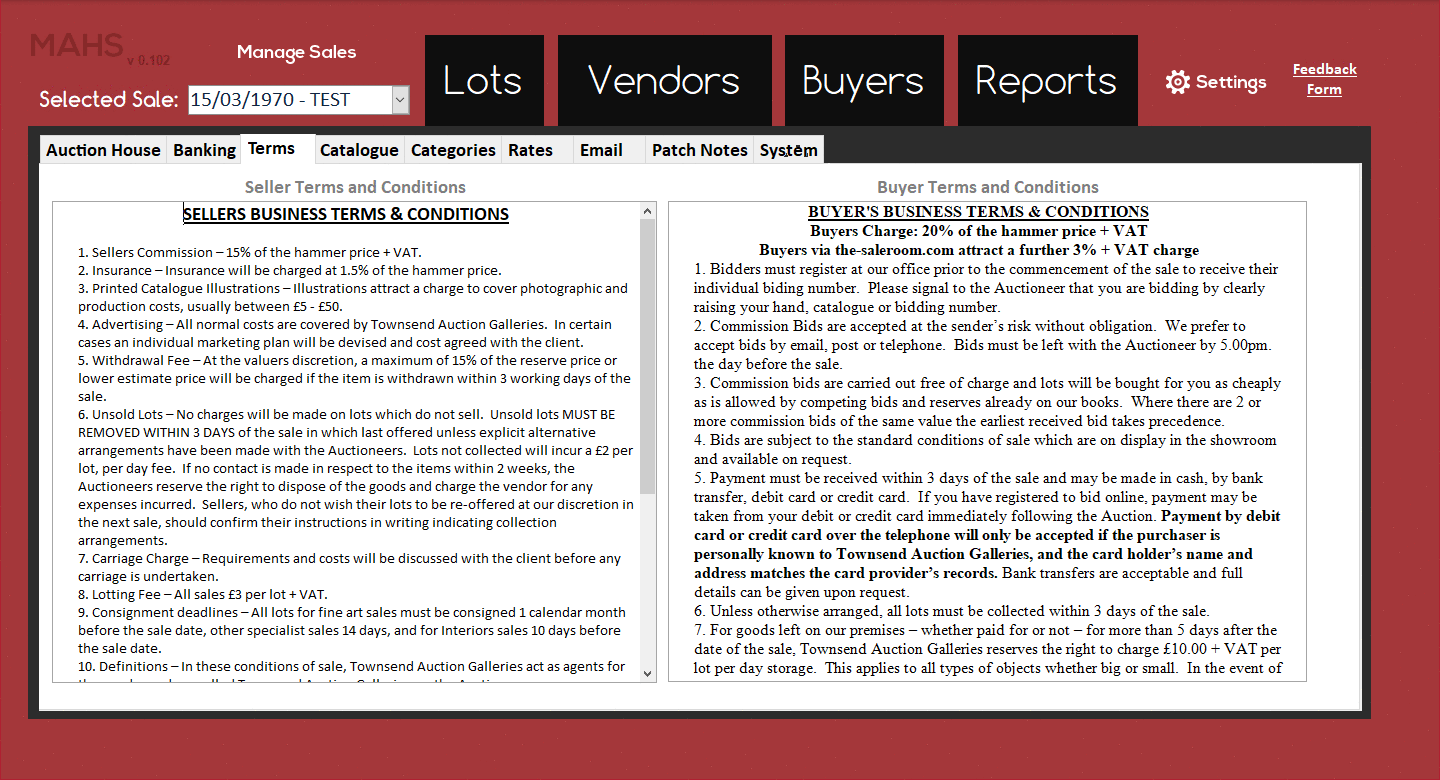 MAHS
v 0.102
Manage Sales
Selected Sale:
15/03/1970 - TEST
Lots
Vendors
Buyers
Reports
Settings
Feedback
Form
Auction House
Banking
Terms
Catalogue
Categories
Rates
Email
Patch Notes
System
Seller Terms and Conditions
SELLERS BUSINESS TERMS & CONDITIONS
1. Sellers Commission – 15% of the hammer price + VAT.
2. Insurance – Insurance will be charged at 1.5% of the hammer price.
3. Printed Catalogue Illustrations – Illustrations attract a charge to cover photographic and
production costs, usually between £5 - £50.
4. Advertising – All normal costs are covered by Townsend Auction Galleries.  In certain
cases an individual marketing plan will be devised and cost agreed with the client.
5. Withdrawal Fee – At the valuers discretion, a maximum of 15% of the reserve price or
lower estimate price will be charged if the item is withdrawn within 3 working days of the
sale.
6. Unsold Lots – No charges will be made on lots which do not sell.  Unsold lots MUST BE
REMOVED WITHIN 3 DAYS of the sale in which last offered unless explicit alternative
arrangements have been made with the Auctioneers.  Lots not collected will incur a £2 per
lot, per day fee.  If no contact is made in respect to the items within 2 weeks, the
Auctioneers reserve the right to dispose of the goods and charge the vendor for any
expenses incurred.  Sellers, who do not wish their lots to be re-offered at our discretion in
the next sale, should confirm their instructions in writing indicating collection
arrangements.
7. Carriage Charge – Requirements and costs will be discussed with the client before any
carriage is undertaken.
8. Lotting Fee – All sales £3 per lot + VAT.
9. Consignment deadlines – All lots for fine art sales must be consigned 1 calendar month
before the sale date, other specialist sales 14 days, and for Interiors sales 10 days before
the sale date.
10. Definitions – In these conditions of sale, Townsend Auction Galleries act as agents for
Buyer Terms and Conditions
BUYER'S BUSINESS TERMS & CONDITIONS
Buyers Charge: 20% of the hammer price + VAT
Buyers via the-saleroom.com attract a further 3% + VAT charge
1. Bidders must register at our office prior to the commencement of the sale to receive their
individual biding number.  Please signal to the Auctioneer that you are bidding by clearly
raising your hand, catalogue or bidding number.
2. Commission Bids are accepted at the sender’s risk without obligation.  We prefer to
accept bids by email, post or telephone.  Bids must be left with the Auctioneer by 5.00pm.
the day before the sale.
3. Commission bids are carried out free of charge and lots will be bought for you as cheaply
as is allowed by competing bids and reserves already on our books.  Where there are 2 or
more commission bids of the same value the earliest received bid takes precedence.
4. Bids are subject to the standard conditions of sale which are on display in the showroom
and available on request.
5. Payment must be received within 3 days of the sale and may be made in cash, by bank
transfer, debit card or credit card.  If you have registered to bid online, payment may be
taken from your debit or credit card immediately following the Auction. Payment by debit
card or credit card over the telephone will only be accepted if the purchaser is
personally known to Townsend Auction Galleries, and the card holder’s name and
address matches the card provider’s records. Bank transfers are acceptable and full
details can be given upon request.
6. Unless otherwise arranged, all lots must be collected within 3 days of the sale.
7. For goods left on our premises – whether paid for or not – for more than 5 days after the
date of the sale, Townsend Auction Galleries reserves the right to charge £10.00 + VAT per
lot per day storage.  This applies to all types of objects whether big or small.  In the event of